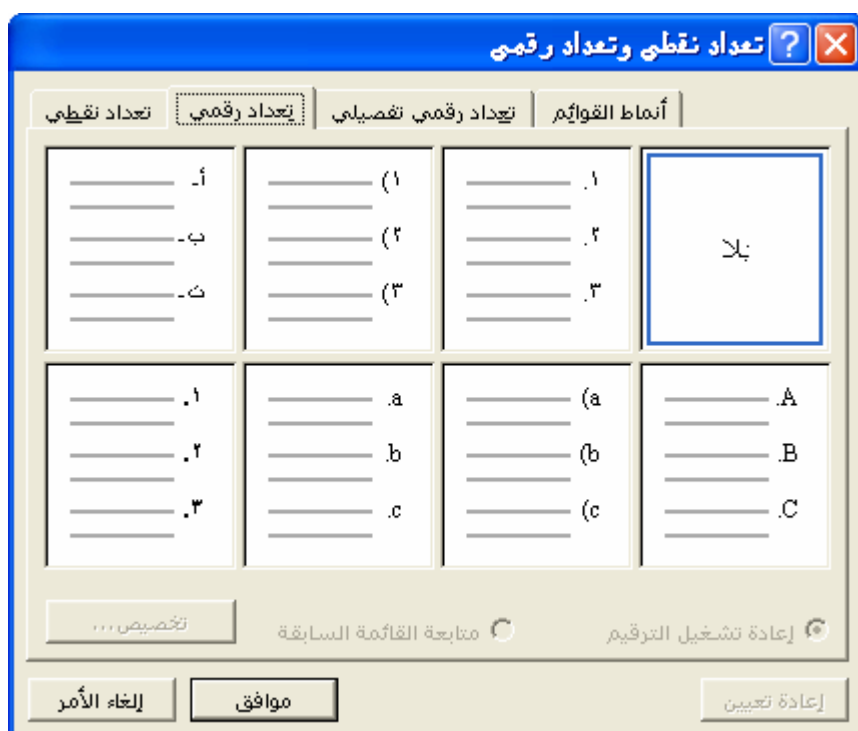 تعداد نقطي وتعداد رقمي
تعداد نقطي
تعداد رقمي
تعداد رقمي تفصيلي
أنماط القوائم
بلا
١.
٢.
٣.
١)
٢)
٣)
أ-
ب-
ت-
A.
B.
C.
a)
b)
c)
a.
b.
c.
١.
٢.
٣.
إعادة تشغيل الترقيم
متابعة القائمة السابقة
تخصيص...
إعادة تعيين
موافق
إلغاء الأمر